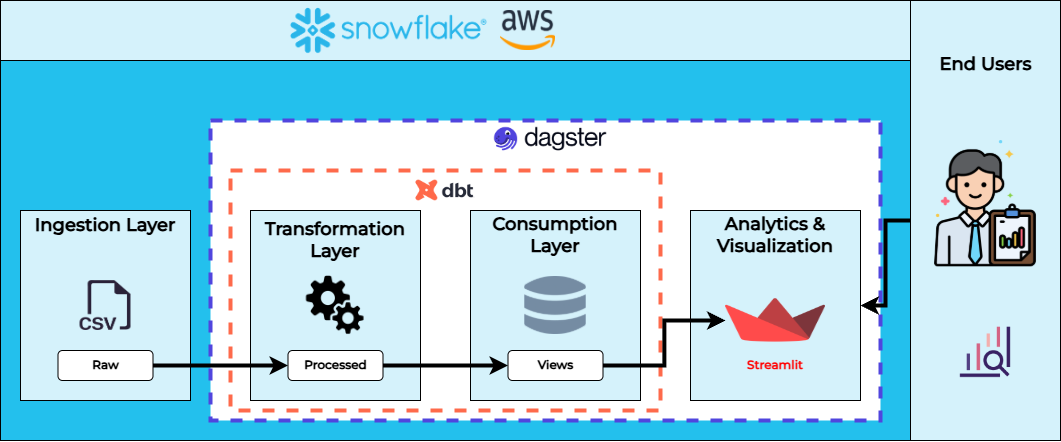 snowflake®
aws
End Users
dagster
dbt
Ingestion Layer
CSV
Raw
Transformation
Layer
Processed
Consumption
Layer
Views
Analytics &
Visualization
Streamlit